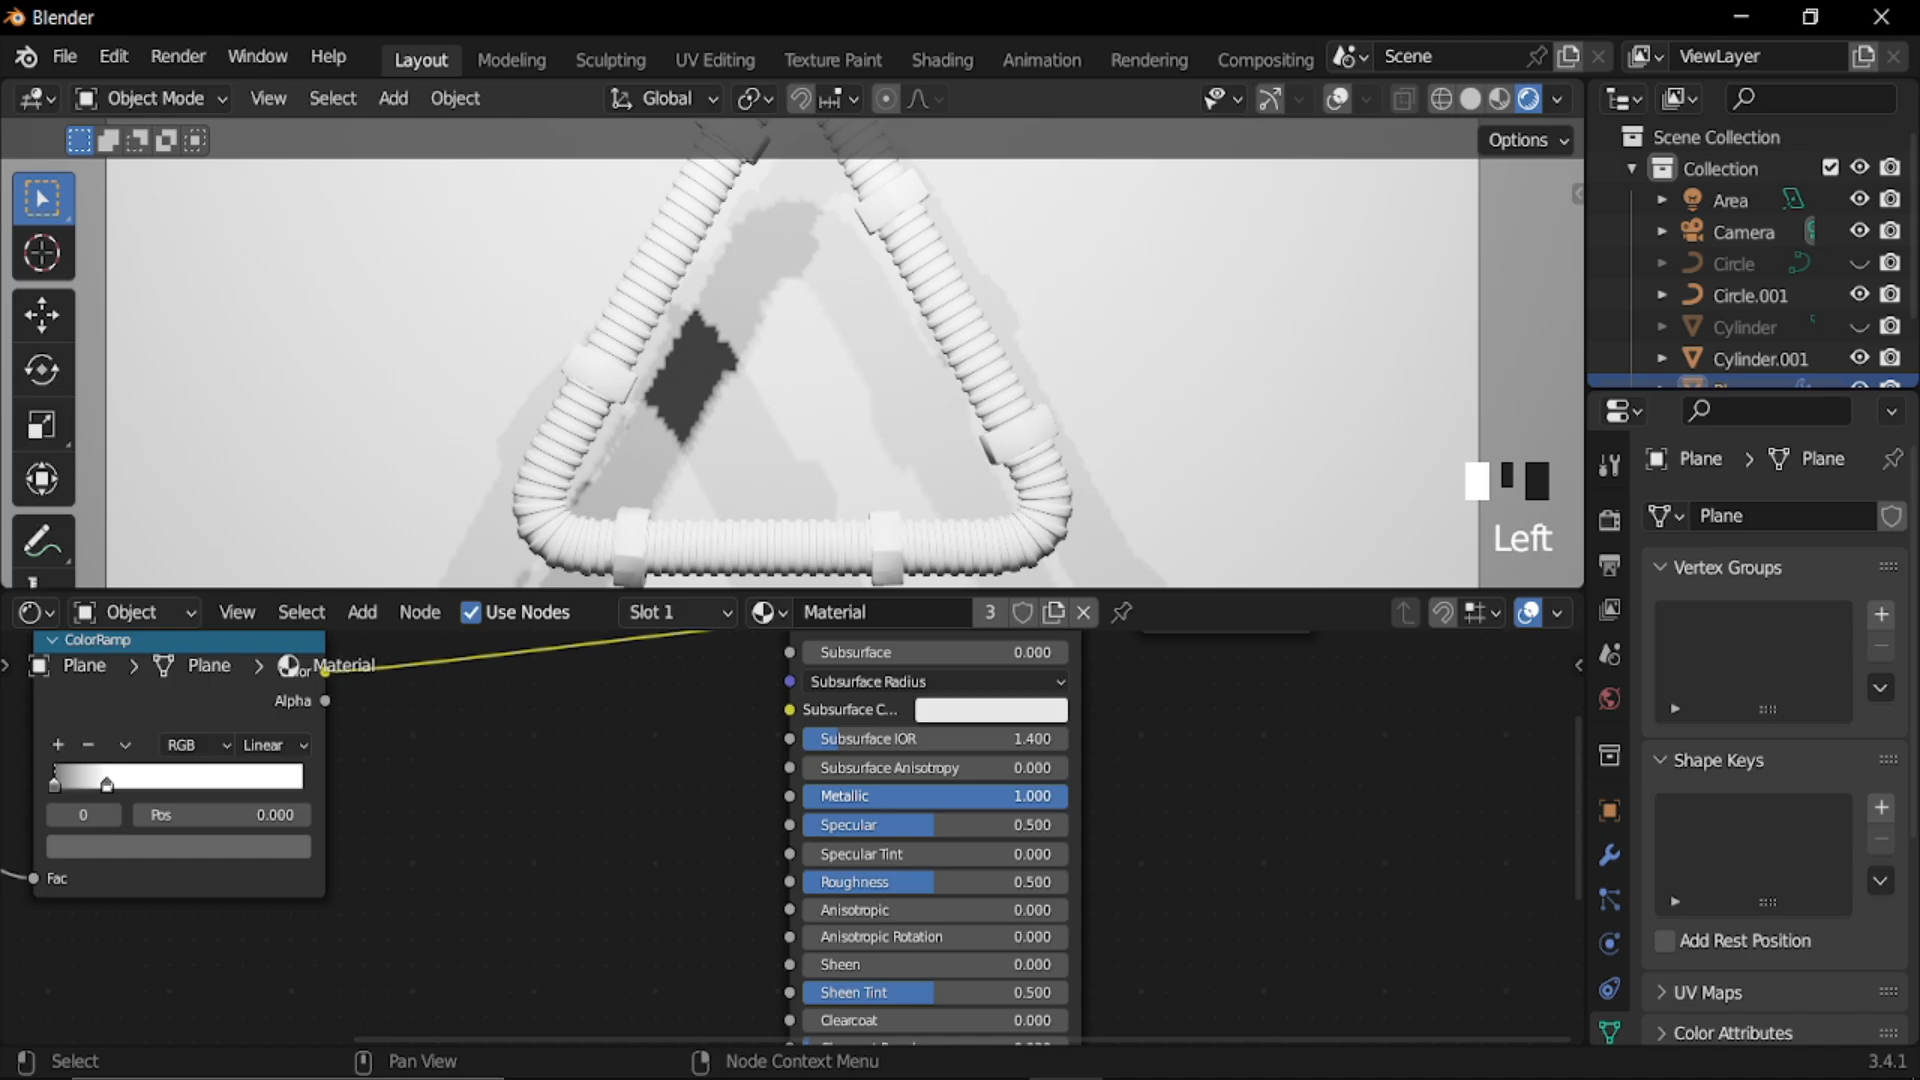 Blender
File Edit Render Window Help Layout Modeling Sculpting UV Editing Texture Paint Shading Animation Rendering Compositing Scene ViewLayer
Object Mode View Select Add Object Global
Options
Scene Collection
Collection
Area
Camera
Circle
Circle.001
Cylinder
Cylinder.001
Left
Plane > Plane
Plane
Vertex Groups
Shape Keys
Add Rest Position
UV Maps
Color Attributes
Object View Select Add Node Object Use Nodes Slot 1 Material 3
ColorRamp
Plane > Plane > Material
Alpha
RGB Linear
0 Pos 0.000
Fac
Subsurface 0.000
Subsurface Radius
Subsurface C...
Subsurface IOR 1.400
Subsurface Anisotropy 0.000
Metallic 1.000
Specular 0.500
Specular Tint 0.000
Roughness 0.500
Anisotropic 0.000
Anisotropic Rotation 0.000
Sheen 0.000
Sheen Tint 0.500
Clearcoat 0.000
Select Pan View Node Context Menu 3.4.1